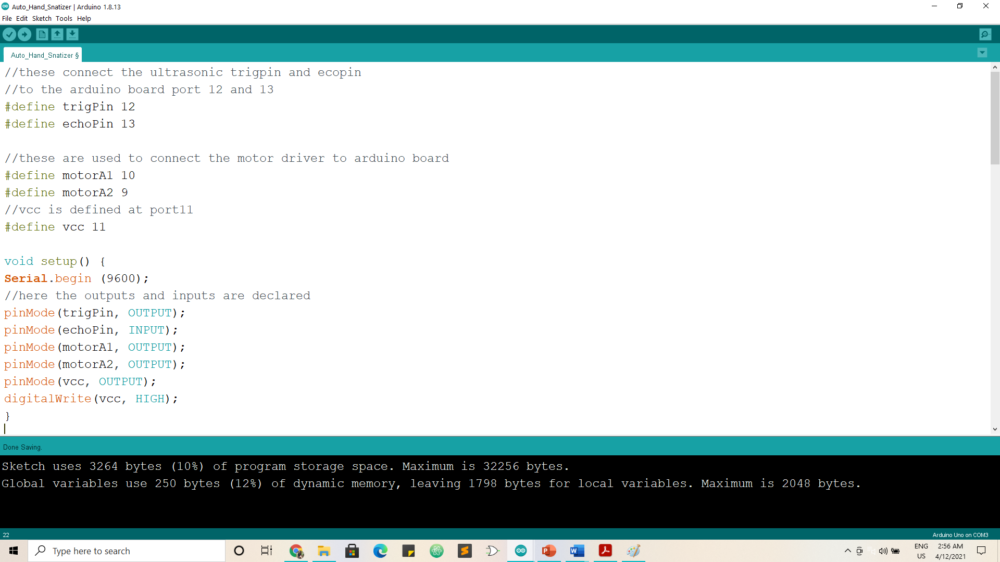 Auto_Hand_Snatizer | Arduino 1.8.13
File Edit Sketch Tools Help
Auto_Hand_Snatizer §
//these connect the ultrasonic trigpin and ecopin
//to the arduino board port 12 and 13
#define trigPin 12
#define echoPin 13
//these are used to connect the motor driver to arduino board
#define motorA1 10
#define motorA2 9
//vcc is defined at port11
#define vcc 11
void setup() {
Serial.begin (9600);
//here the outputs and inputs are declared
pinMode(trigPin, OUTPUT);
pinMode(echoPin, INPUT);
pinMode(motorA1, OUTPUT);
pinMode(motorA2, OUTPUT);
pinMode(vcc, OUTPUT);
digitalWrite(vcc, HIGH);
}
Done Saving.
Sketch uses 3264 bytes (10%) of program storage space. Maximum is 32256 bytes.
Global variables use 250 bytes (12%) of dynamic memory, leaving 1798 bytes for local variables. Maximum is 2048 bytes.
22
Arduino Uno on COM3
Type here to search
ENG
US
2:56 AM
4/12/2021